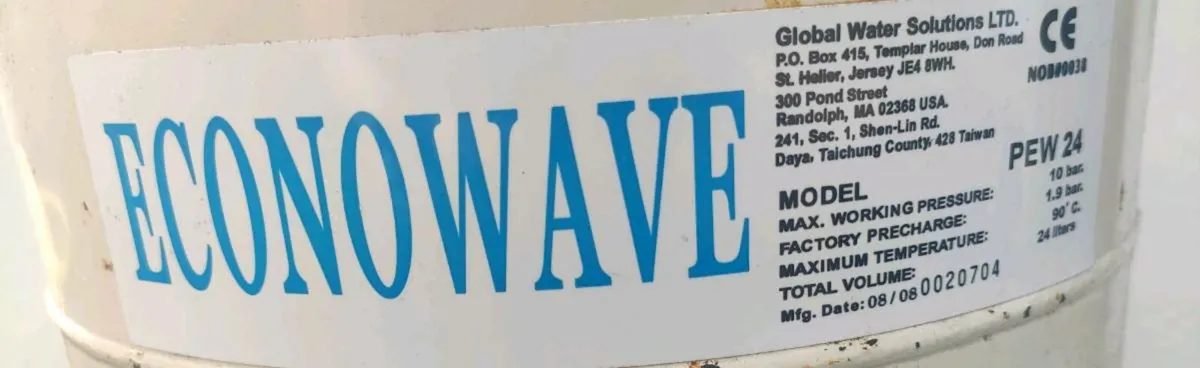 ECONOWAVE
Global Water Solutions LTD.
P.O. Box 415, Templar House, Don Road
St. Helier, Jersey JE4 8WH.
300 Pond Street
Randolph, MA 02368 USA.
241, Sec. 1, Shen-Lin Rd.
Daya, Taichung County, 428 Taiwan
CE
NOB#0038
MODEL PEW 24
MAX. WORKING PRESSURE: 10 bar.
FACTORY PRECHARGE: 1.9 bar.
MAXIMUM TEMPERATURE: 90° C.
TOTAL VOLUME: 24 liters
Mfg. Date: 08/08 0020704